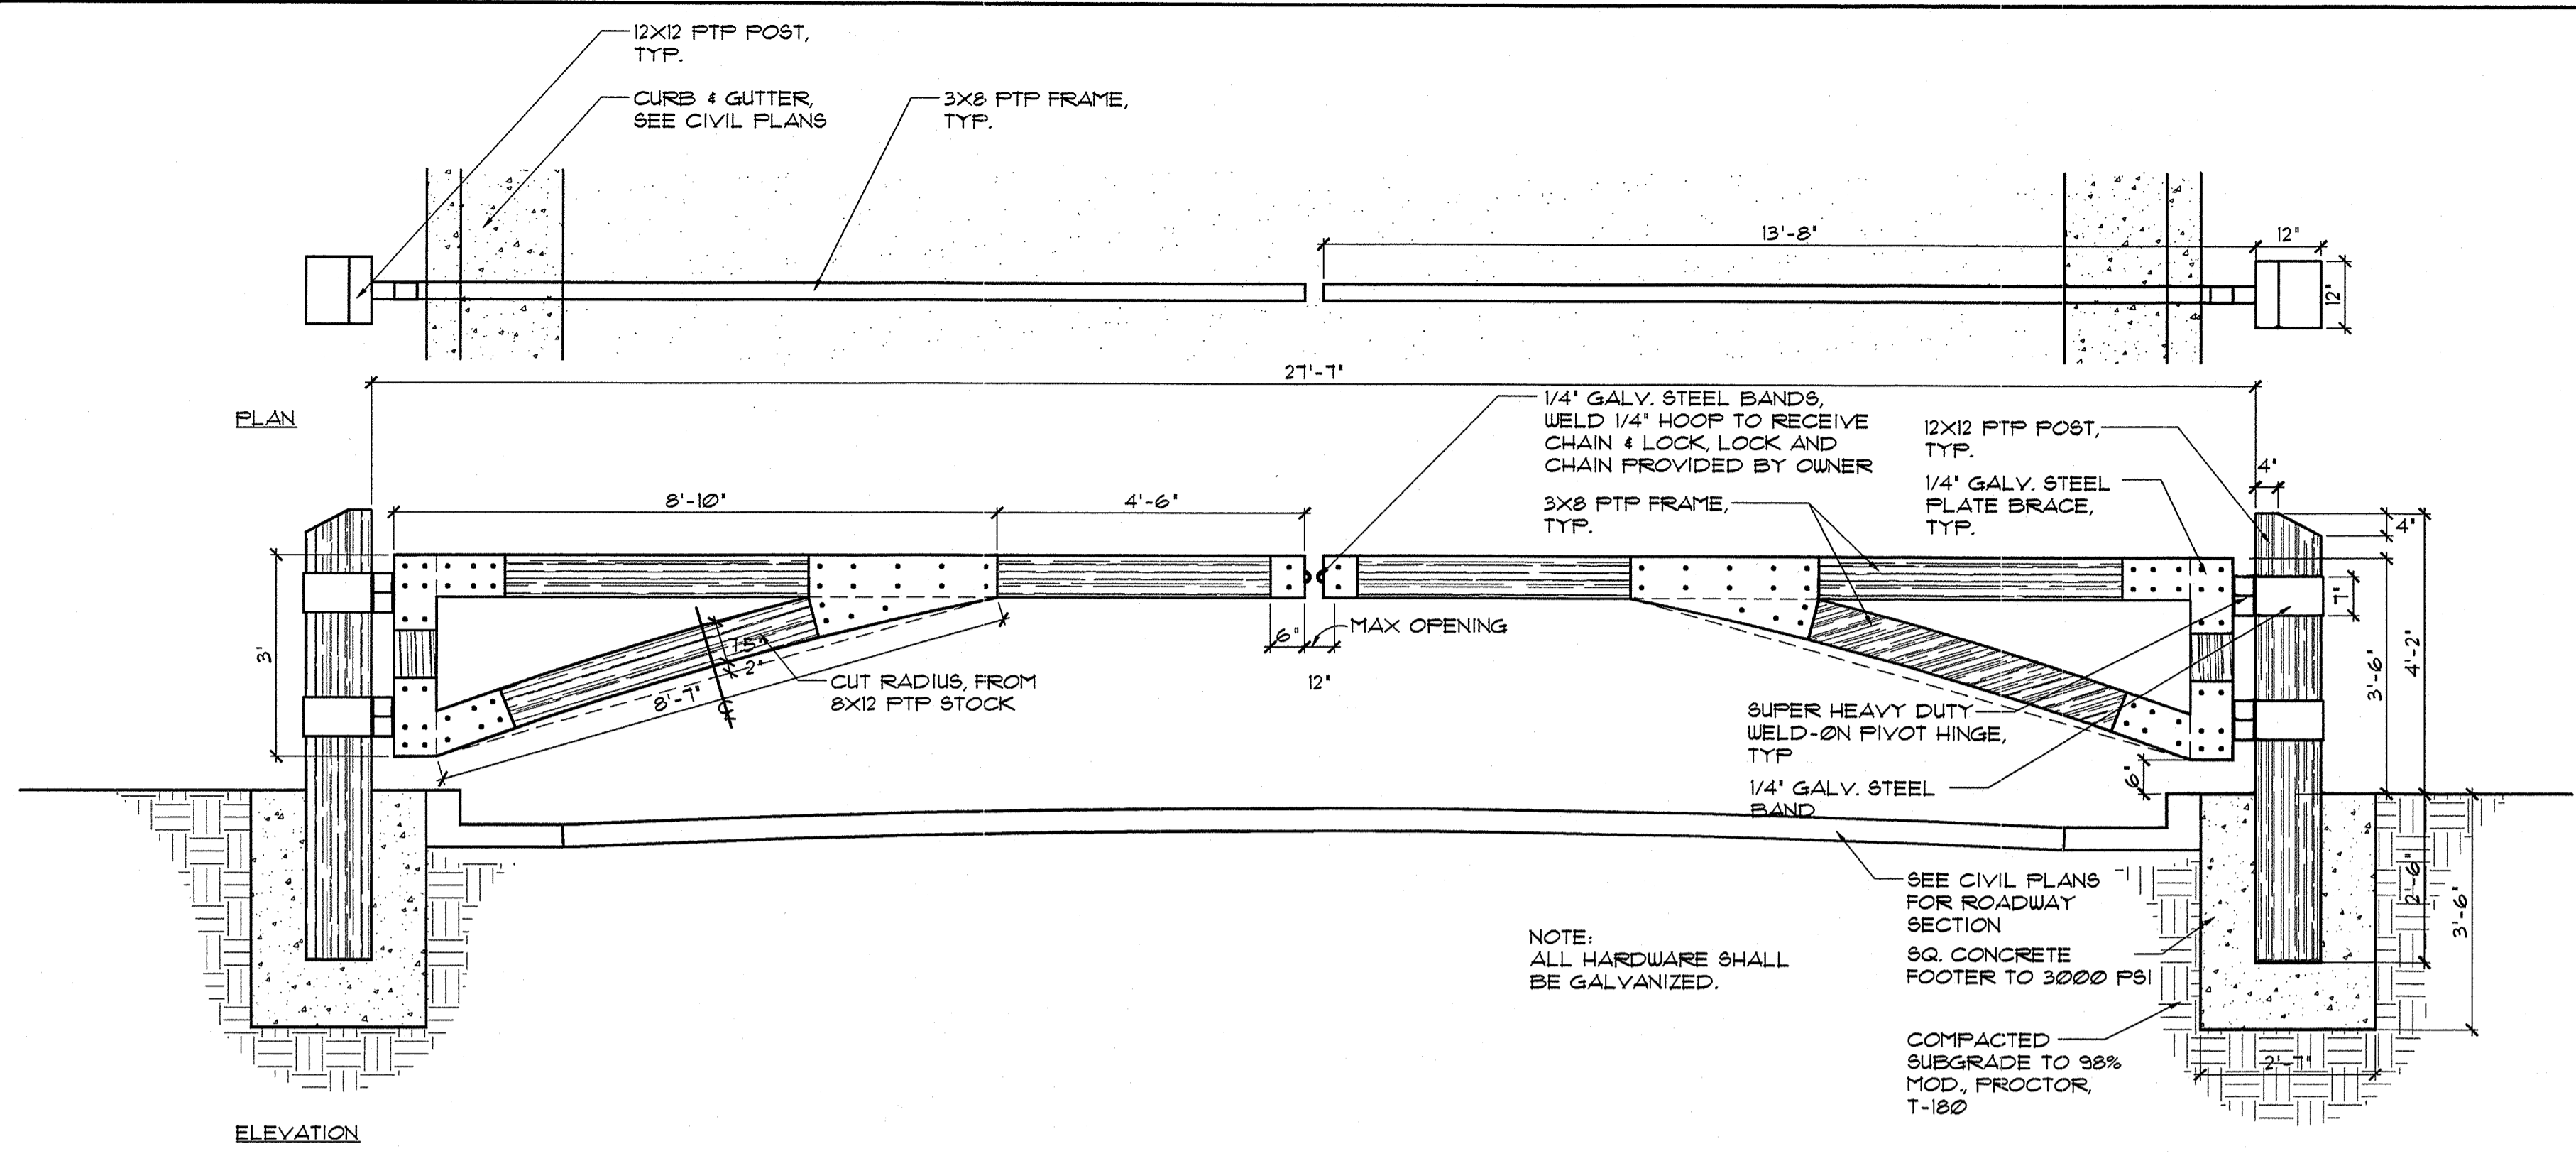 12X12 PTP POST,
TYP.
CURB & GUTTER,
SEE CIVIL PLANS
3X8 PTP FRAME,
TYP.
13'-8"
12"
12"
27'-7"
PLAN
1/4" GALV. STEEL BANDS,
WELD 1/4" HOOP TO RECEIVE
CHAIN & LOCK, LOCK AND
CHAIN PROVIDED BY OWNER
12X12 PTP POST,
TYP.
4"
1/4" GALV. STEEL
PLATE BRACE,
TYP.
8'-10"
4'-6"
3X8 PTP FRAME,
TYP.
4"
7"
3'
7.5"
2"
8'-7"
CUT RADIUS, FROM
8X12 PTP STOCK
6"
MAX OPENING
12"
3'-6"
4'-2"
SUPER HEAVY DUTY
WELD-ON PIVOT HINGE,
TYP
6"
1/4" GALV. STEEL
BAND
SEE CIVIL PLANS
FOR ROADWAY
SECTION
2'-6"
3'-6"
NOTE:
ALL HARDWARE SHALL
BE GALVANIZED.
SQ. CONCRETE
FOOTER TO 3000 PSI
COMPACTED
SUBGRADE TO 98%
MOD., PROCTOR,
T-180
2'-7"
ELEVATION